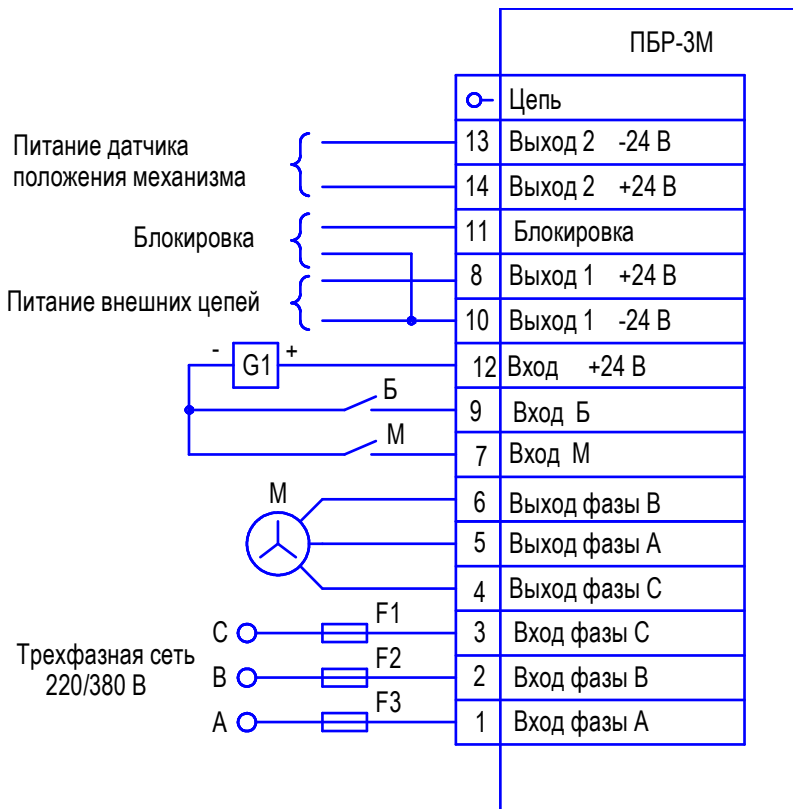 ПБР-3М
Цепь
Питание датчика
положения механизма
13 Выход 2 -24 В
14 Выход 2 +24 В
Блокировка
11 Блокировка
8 Выход 1 +24 В
Питание внешних цепей
10 Выход 1 -24 В
- G1 +
12 Вход +24 В
Б
9 Вход Б
М
7 Вход М
М
6 Выход фазы В
5 Выход фазы А
4 Выход фазы С
Трехфазная сеть
220/380 В
С F1
3 Вход фазы С
В F2
2 Вход фазы В
А F3
1 Вход фазы А